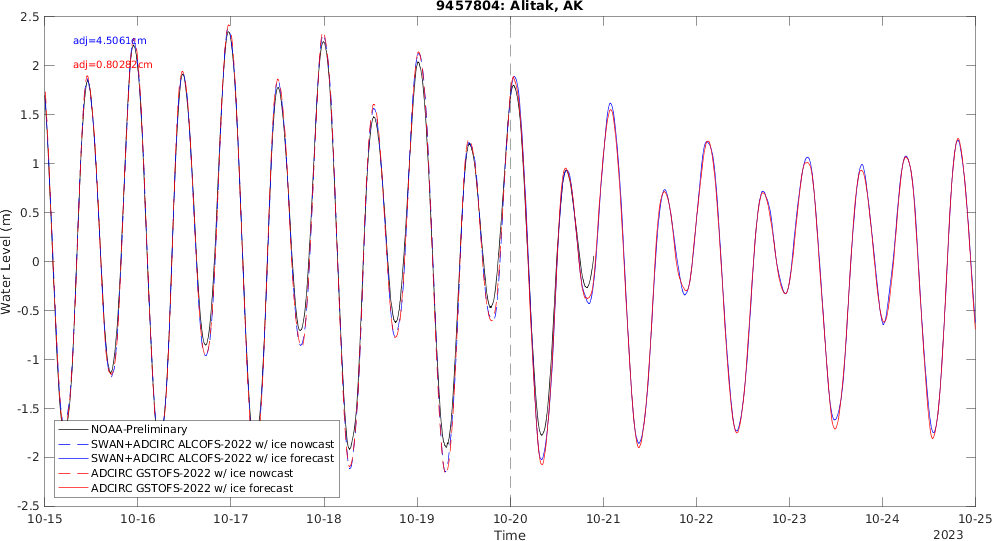 9457804: Alitak, AK
2.5
2
1.5
1
0.5
0
-0.5
-1
-1.5
-2
-2.5
Water Level (m)
adj=4.5061cm
adj=0.80282cm
NOAA-Preliminary
SWAN+ADCIRC ALCOFS-2022 w/ ice nowcast
SWAN+ADCIRC ALCOFS-2022 w/ ice forecast
ADCIRC GSTOFS-2022 w/ ice nowcast
ADCIRC GSTOFS-2022 w/ ice forecast
10-15 10-16 10-17 10-18 10-19 10-20 10-21 10-22 10-23 10-24 10-25
Time
2023